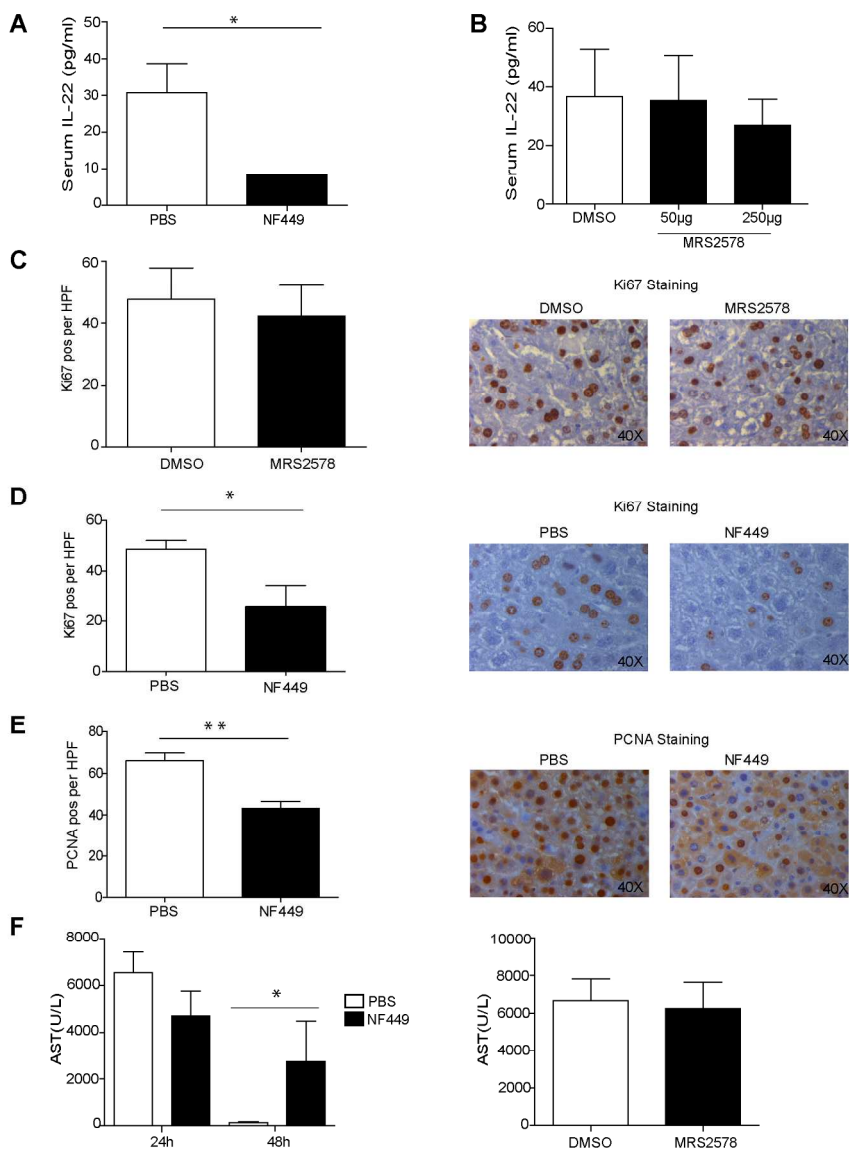 A
*
Serum IL-22 (pg/ml)
50
40
30
20
10
0
PBS
NF449
B
Serum IL-22 (pg/ml)
60
40
20
0
DMSO
50µg
250µg
MRS2578
C
Ki67 pos per HPF
60
40
20
0
DMSO
MRS2578
Ki67 Staining
DMSO
MRS2578
40X
40X
D
*
Ki67 pos per HPF
60
40
20
0
PBS
NF449
Ki67 Staining
PBS
NF449
40X
40X
E
**
PCNA pos per HPF
80
60
40
20
0
PBS
NF449
PCNA Staining
PBS
NF449
40X
40X
F
AST(U/L)
8000
6000
4000
2000
0
*
24h
48h
PBS
NF449
AST(U/L)
10000
8000
6000
4000
2000
0
DMSO
MRS2578